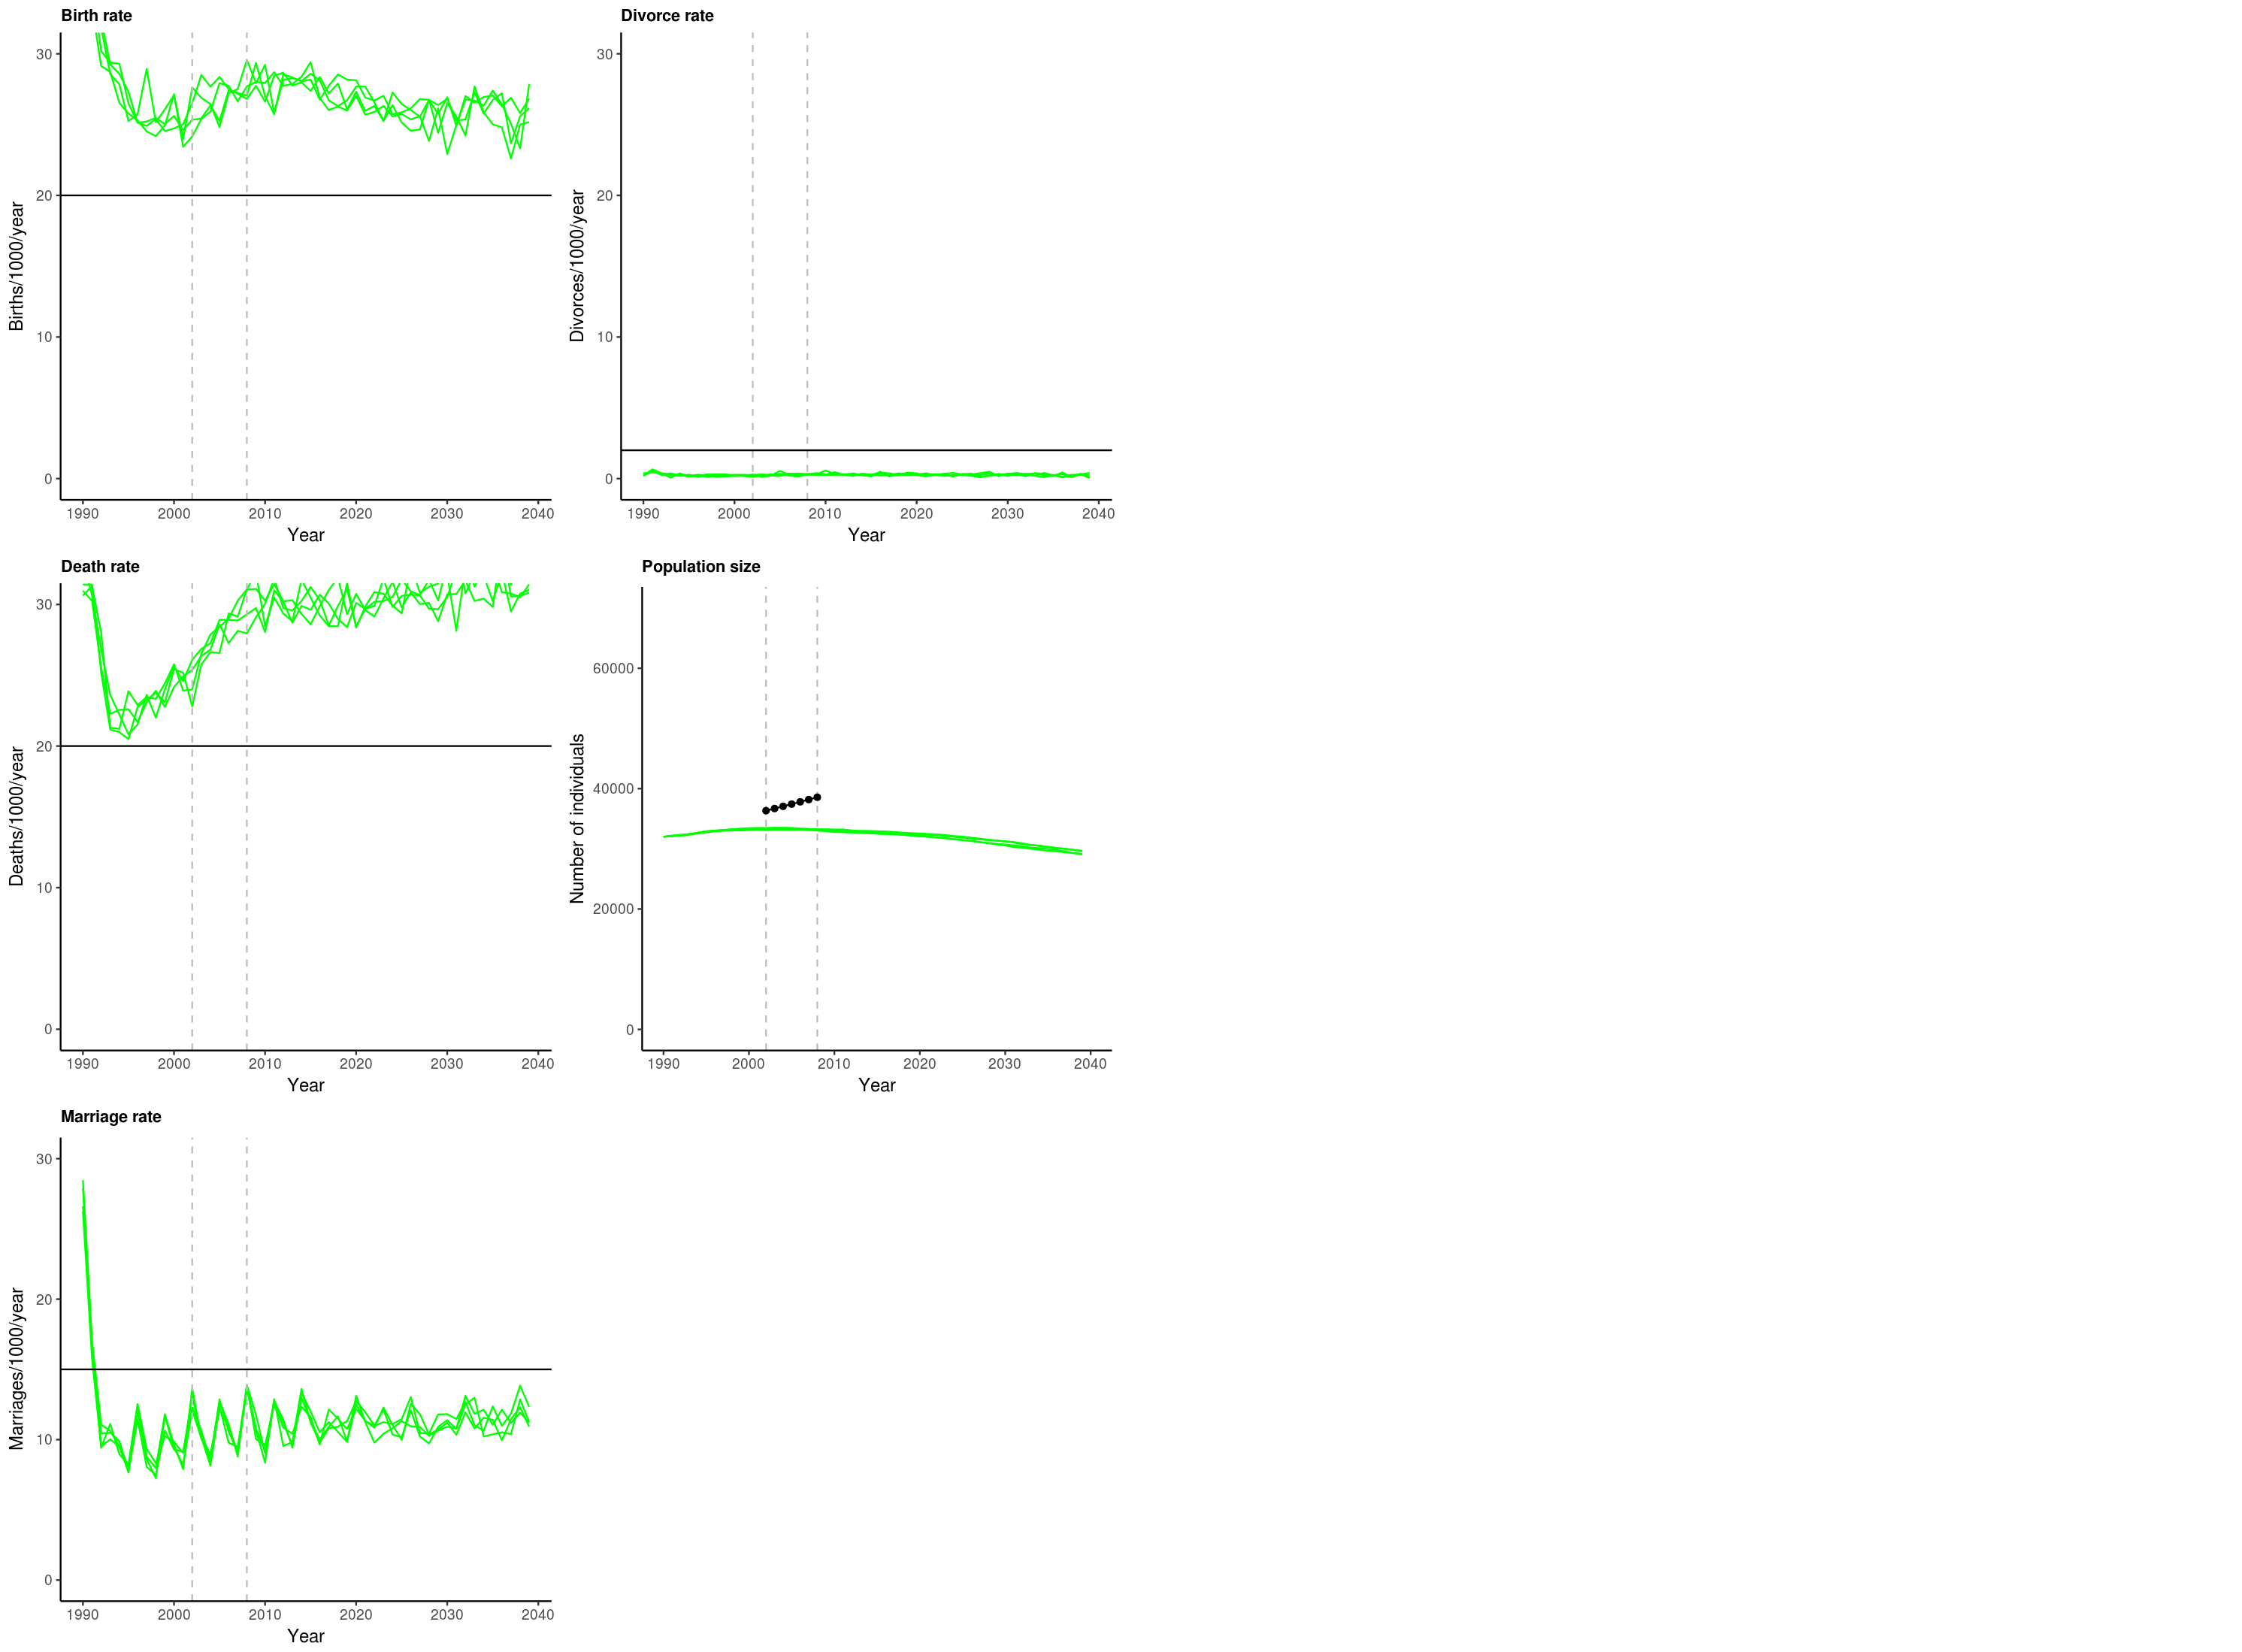 Birth rate
Births/1000/year
30
20
10
0
1990 2000 2010 2020 2030 2040
Year
Divorce rate
Divorces/1000/year
30
20
10
0
1990 2000 2010 2020 2030 2040
Year
Death rate
Deaths/1000/year
30
20
10
0
1990 2000 2010 2020 2030 2040
Year
Population size
Number of individuals
60000
40000
20000
0
1990 2000 2010 2020 2030 2040
Year
Marriage rate
Marriages/1000/year
30
20
10
0
1990 2000 2010 2020 2030 2040
Year